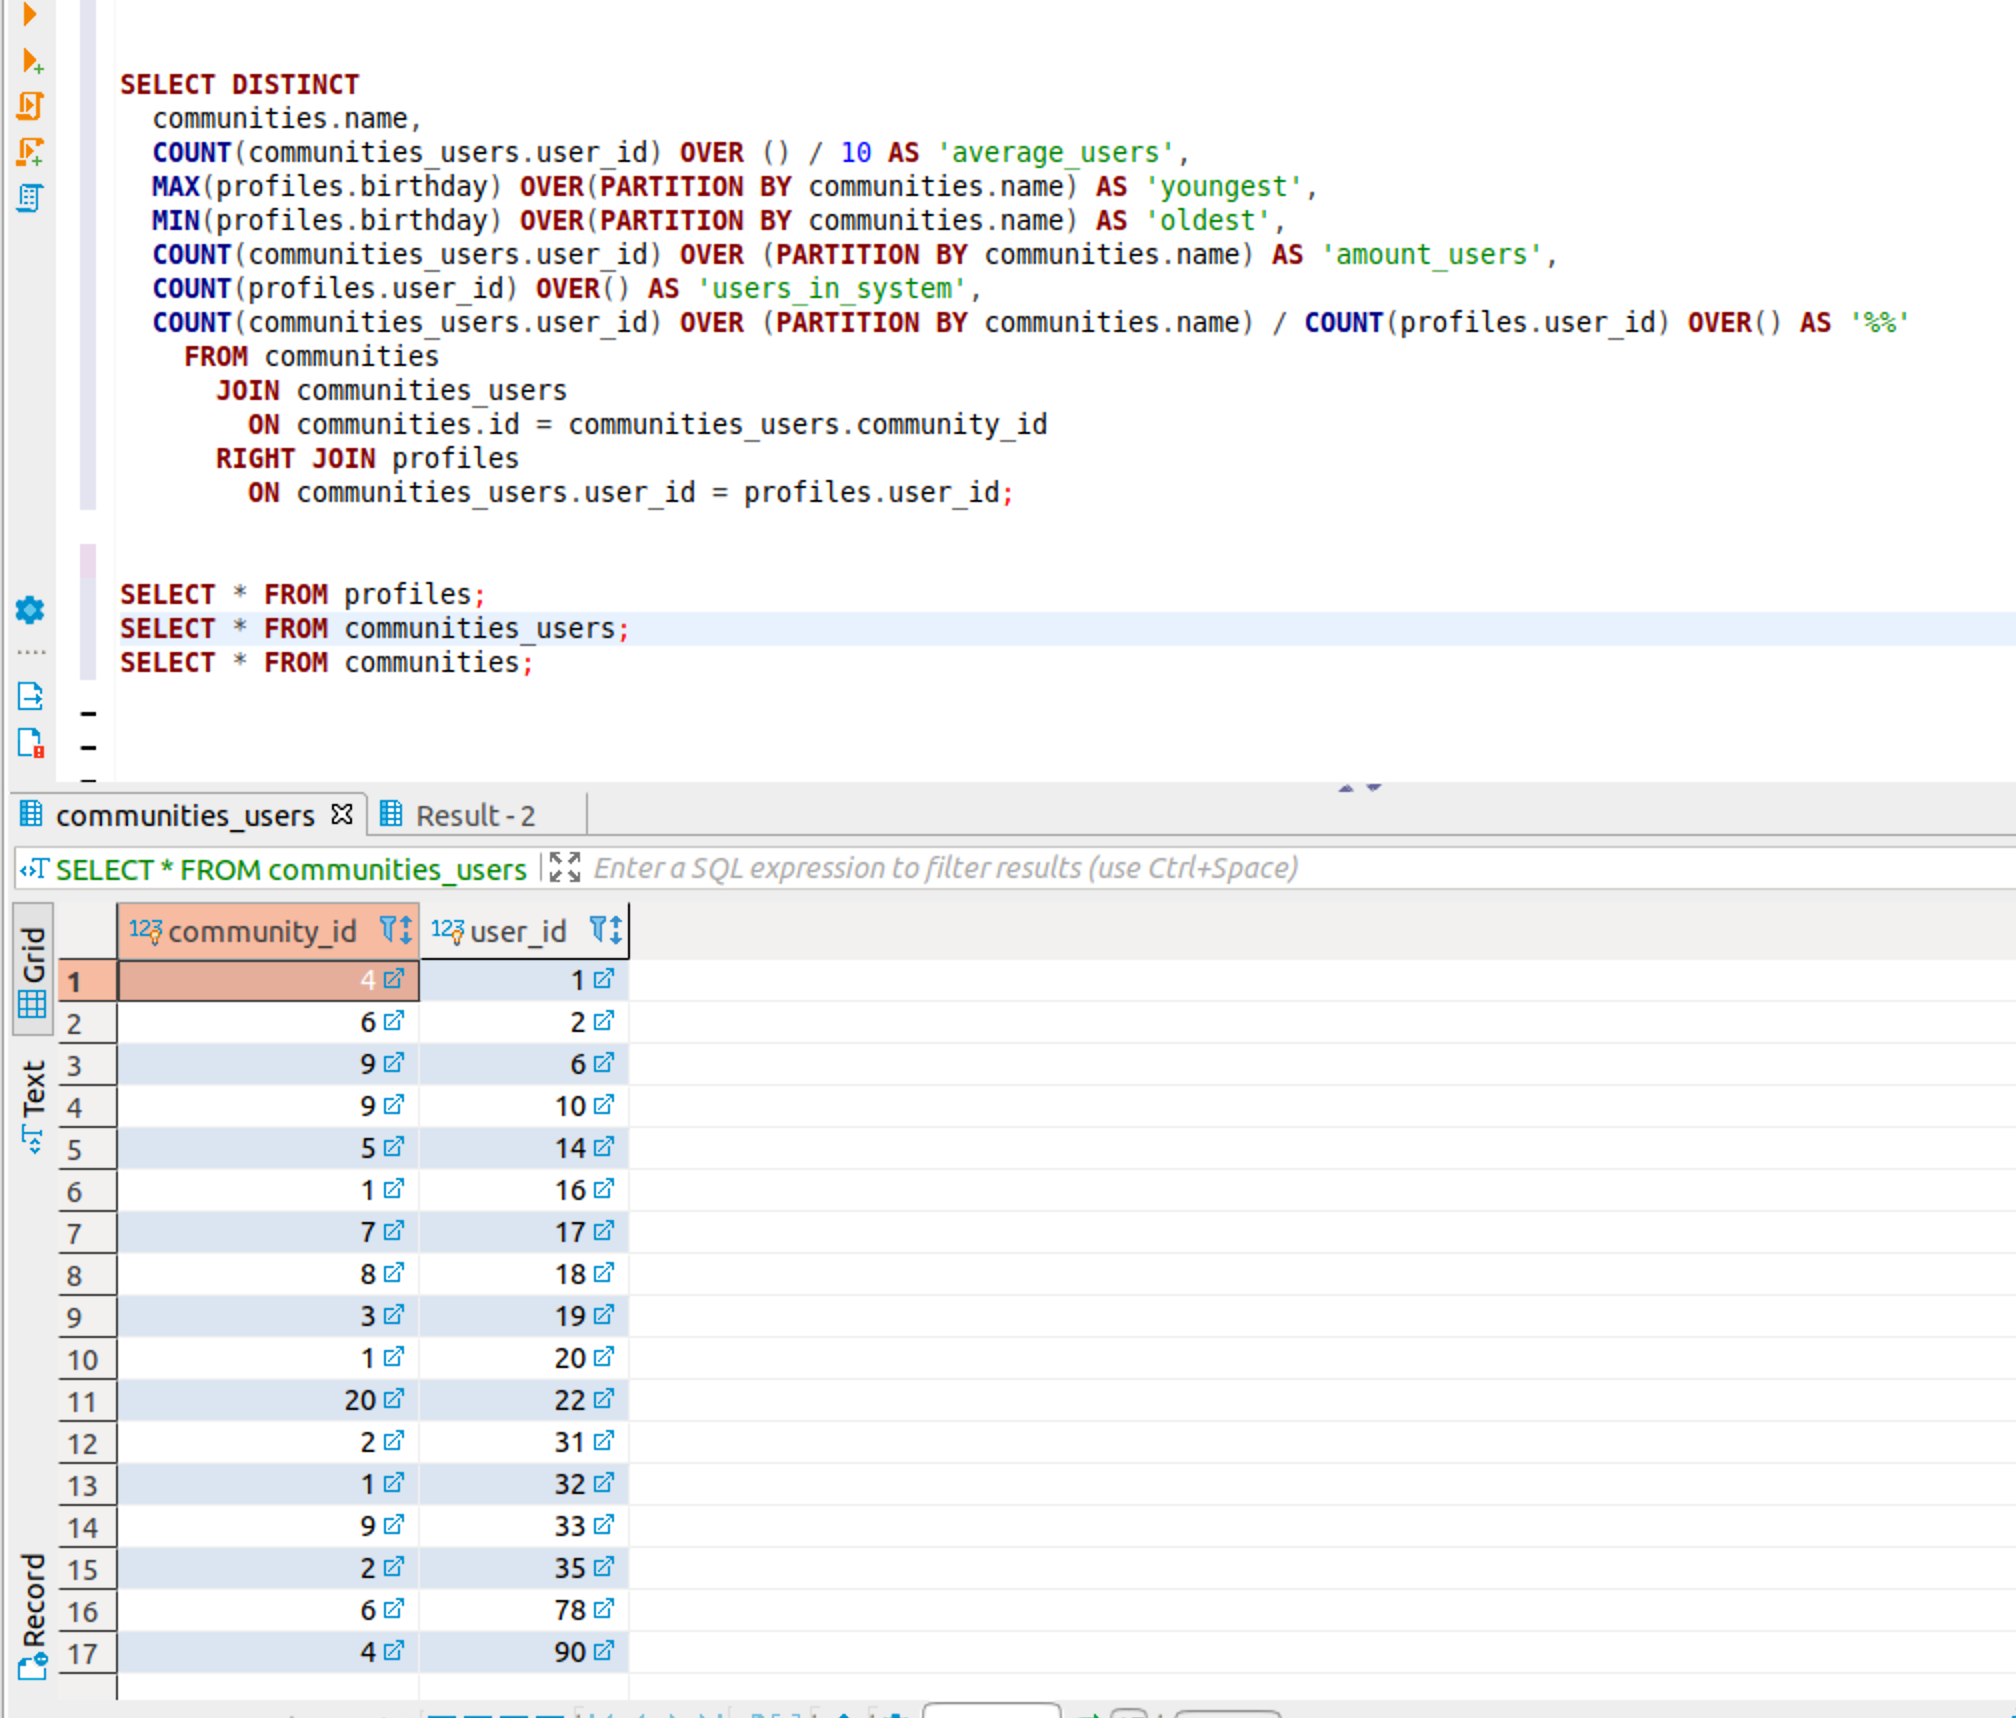 SELECT DISTINCT
communities.name,
COUNT(communities_users.user_id) OVER () / 10 AS 'average_users',
MAX(profiles.birthday) OVER(PARTITION BY communities.name) AS 'youngest',
MIN(profiles.birthday) OVER(PARTITION BY communities.name) AS 'oldest',
COUNT(communities_users.user_id) OVER (PARTITION BY communities.name) AS 'amount_users',
COUNT(profiles.user_id) OVER() AS 'users_in_system',
COUNT(communities_users.user_id) OVER (PARTITION BY communities.name) / COUNT(profiles.user_id) OVER() AS '%%'
FROM communities
JOIN communities_users
ON communities.id = communities_users.community_id
RIGHT JOIN profiles
ON communities_users.user_id = profiles.user_id;
SELECT * FROM profiles;
SELECT * FROM communities_users;
SELECT * FROM communities;
communities_users Result - 2
SELECT * FROM communities_users Enter a SQL expression to filter results (use Ctrl+Space)
Grid
Text
Record
123 community_id 123 user_id
1 4 1
2 6 2
3 9 6
4 9 10
5 5 14
6 1 16
7 7 17
8 8 18
9 3 19
10 1 20
11 20 22
12 2 31
13 1 32
14 9 33
15 2 35
16 6 78
17 4 90